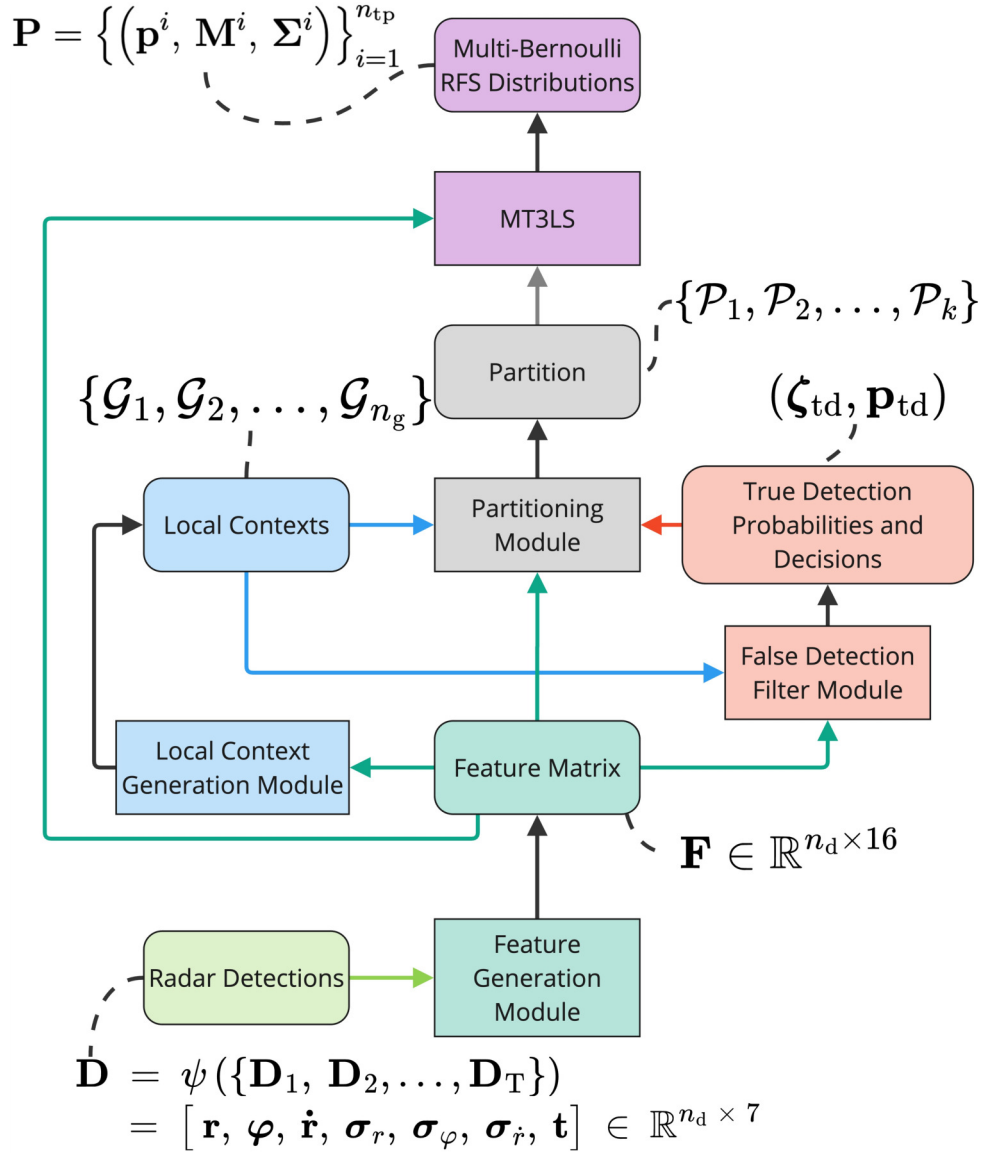 P = {(p^i, M^i, Σ^i)}_{i=1}^{n_tp}
Multi-Bernoulli
RFS Distributions
MT3LS
{𝒫_1, 𝒫_2, . . . , 𝒫_k}
Partition
{𝓖_1, 𝓖_2, . . . , 𝓖_{n_g}}
(ζ_td, p_td)
Local Contexts
Partitioning
Module
True Detection
Probabilities and
Decisions
False Detection
Filter Module
Local Context
Generation Module
Feature Matrix
F ∈ ℝ^{n_d × 16}
Radar Detections
Feature
Generation
Module
D = ψ({D_1, D_2, . . . , D_T})
= [r, φ, ṙ, σ_r, σ_φ, σ_ṙ, t] ∈ ℝ^{n_d × 7}